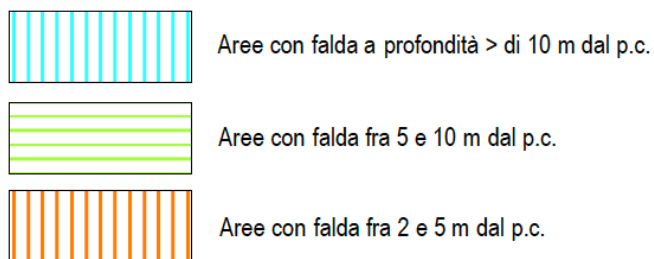 Aree con falda a profondità > di 10 m dal p.c.
Aree con falda fra 5 e 10 m dal p.c.
Aree con falda fra 2 e 5 m dal p.c.